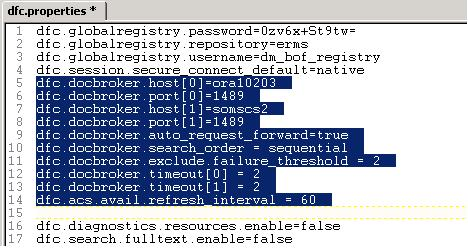 dfc.properties *
1 dfc.globalregistry.password=0zv6x+St9tw=
2 dfc.globalregistry.repository=erms
3 dfc.globalregistry.username=dm_bof_registry
4 dfc.session.secure_connect_default=native
5 dfc.docbroker.host[0]=ora10203
6 dfc.docbroker.port[0]=1489
7 dfc.docbroker.host[1]=somscs2
8 dfc.docbroker.port[1]=1489
9 dfc.docbroker.auto_request_forward=true
10 dfc.docbroker.search_order = sequential
11 dfc.docbroker.exclude.failure_threshold = 2
12 dfc.docbroker.timeout[0] = 2
13 dfc.docbroker.timeout[1] = 2
14 dfc.acs.avail.refresh_interval = 60
15
16 dfc.diagnostics.resources.enable=false
17 dfc.search.fulltext.enable=false